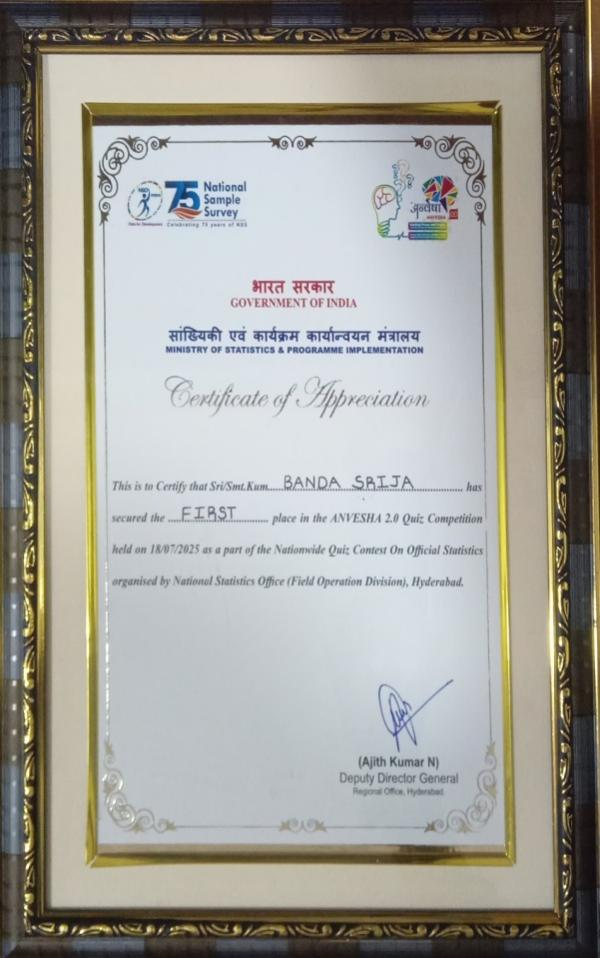 75 National
Sample
Survey
Celebrating 75 years of NSS
अन्वेषा
ANVESHA
भारत सरकार
GOVERNMENT OF INDIA
सांख्यिकी एवं कार्यक्रम कार्यान्वयन मंत्रालय
MINISTRY OF STATISTICS & PROGRAMME IMPLEMENTATION
Certificate of Appreciation
This is to Certify that Sri/Smt.Kum. BANDA SRIJA has
secured the FIRST place in the ANVESHA 2.0 Quiz Competition
held on 18/07/2025 as a part of the Nationwide Quiz Contest On Official Statistics
organised by National Statistics Office (Field Operation Division), Hyderabad.
(Ajith Kumar N)
Deputy Director General
Regional Office, Hyderabad